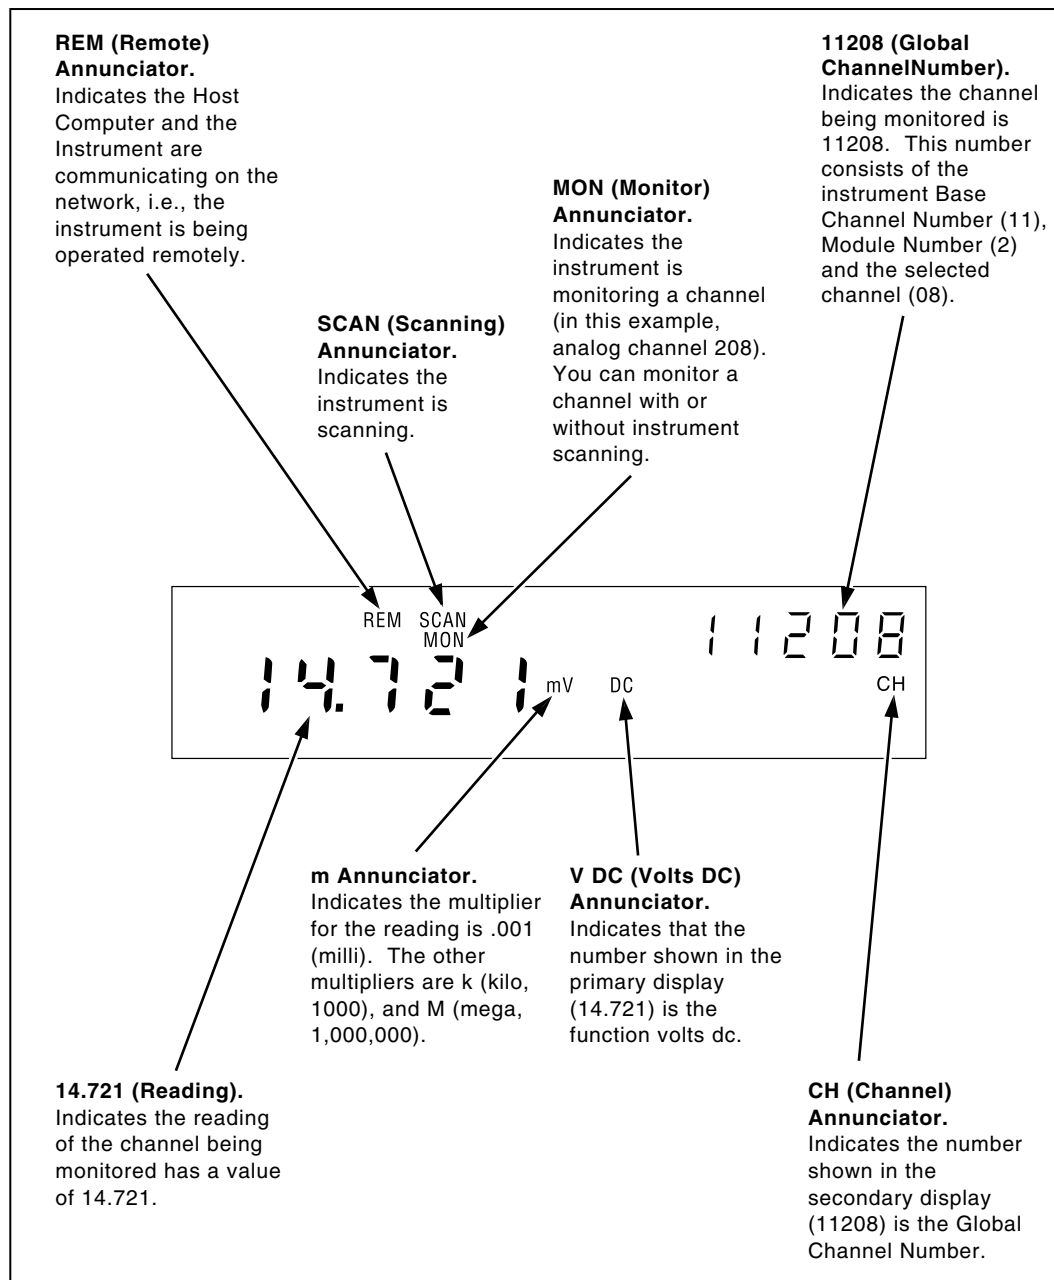 REM (Remote)
Annunciator.
Indicates the Host
Computer and the
Instrument are
communicating on the
network, i.e., the
instrument is being
operated remotely.
SCAN (Scanning)
Annunciator.
Indicates the
instrument is
scanning.
MON (Monitor)
Annunciator.
Indicates the
instrument is
monitoring a channel
(in this example,
analog channel 208).
You can monitor a
channel with or
without instrument
scanning.
11208 (Global
ChannelNumber).
Indicates the channel
being monitored is
11208. This number
consists of the
instrument Base
Channel Number (11),
Module Number (2)
and the selected
channel (08).
REM SCAN
MON
11208
14.721 mV DC
CH
m Annunciator.
Indicates the multiplier
for the reading is .001
(milli). The other
multipliers are k (kilo,
1000), and M (mega,
1,000,000).
V DC (Volts DC)
Annunciator.
Indicates that the
number shown in the
primary display
(14.721) is the
function volts dc.
14.721 (Reading).
Indicates the reading
of the channel being
monitored has a value
of 14.721.
CH (Channel)
Annunciator.
Indicates the number
shown in the
secondary display
(11208) is the Global
Channel Number.